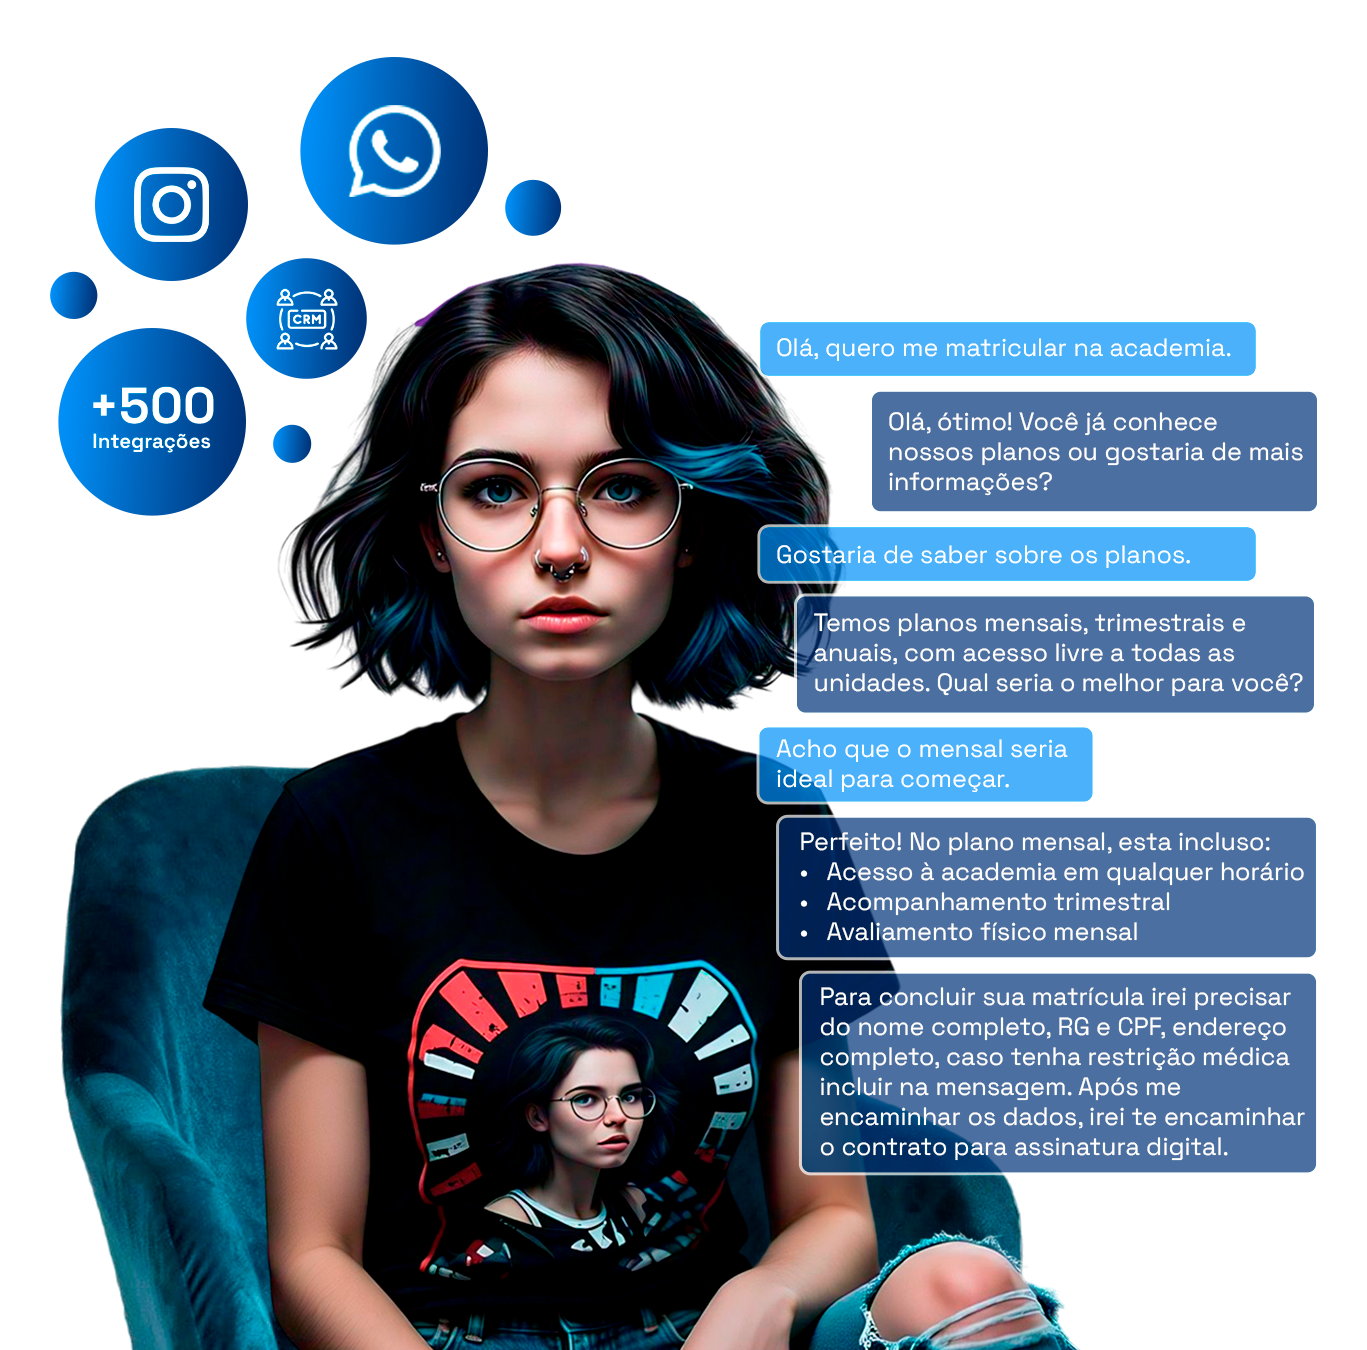 +500
Integrações
CRM
Olá, quero me matricular na academia.
Olá, ótimo! Você já conhece
nossos planos ou gostaria de mais
informações?
Gostaria de saber sobre os planos.
Temos planos mensais, trimestrais e
anuais, com acesso livre a todas as
unidades. Qual seria o melhor para você?
Acho que o mensal seria
ideal para começar.
Perfeito! No plano mensal, esta incluso:
• Acesso à academia em qualquer horário
• Acompanhamento trimestral
• Avaliamento físico mensal
Para concluir sua matrícula irei precisar
do nome completo, RG e CPF, endereço
completo, caso tenha restrição médica
incluir na mensagem. Após me
encaminhar os dados, irei te encaminhar
o contrato para assinatura digital.